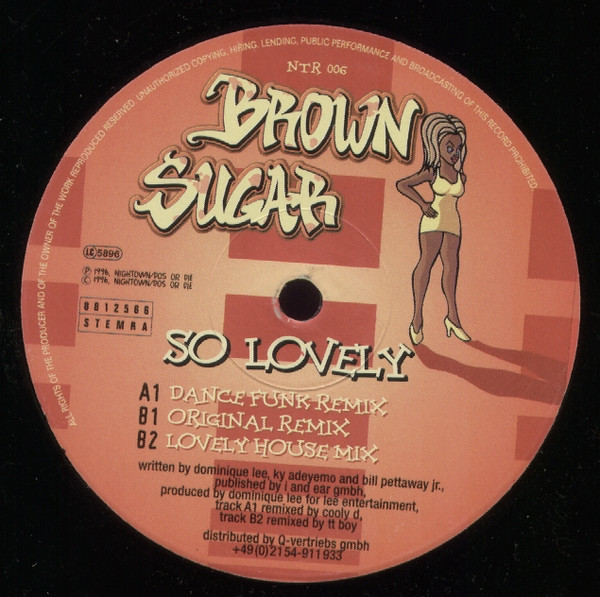 ALL RIGHTS OF THE PRODUCER AND OF THE OWNER OF THE WORK REPRODUCED RESERVED. UNAUTHORIZED COPYING, HIRING, LENDING, PUBLIC PERFORMANCE AND BROADCASTING OF THIS RECORD PROHIBITED.
NTR 006
BROWN
SUGAR
LC 5896
℗ 1996, NIGHTOWN/DOS OR DIE
© 1996, NIGHTOWN/DOS OR DIE
8812566
STEMRA
SO LOVELY
A1 DANCE FUNK REMIX
B1 ORIGINAL REMIX
B2 LOVELY HOUSE MIX
written by dominique lee, ky adeyemo and bill pettaway jr.,
published by i and ear gmbh,
produced by dominique lee for lee entertainment,
track A1 remixed by cooly d,
track B2 remixed by tt boy
distributed by Q-vertriebs gmbh
+49(0)2154-911933